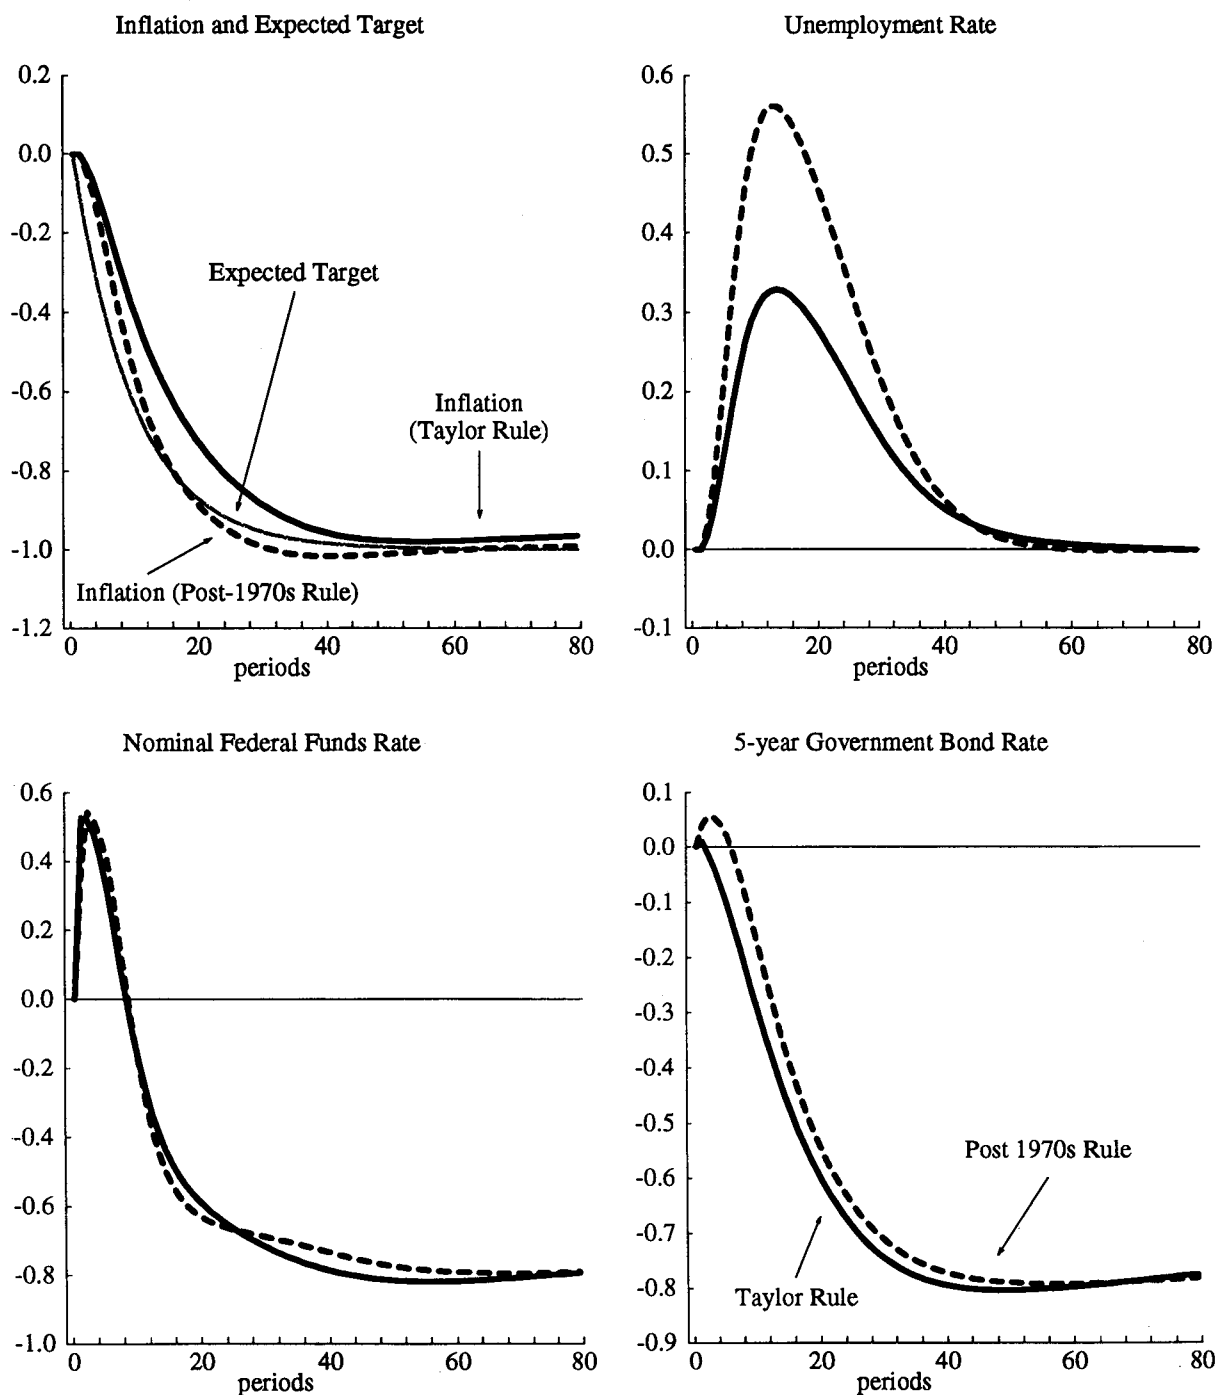 Inflation and Expected Target
0.2
0.0
-0.2
-0.4
-0.6
-0.8
-1.0
-1.2
Expected Target
Inflation
(Taylor Rule)
Inflation (Post-1970s Rule)
0 20 40 60 80
periods
Unemployment Rate
0.6
0.5
0.4
0.3
0.2
0.1
0.0
-0.1
0 20 40 60 80
periods
Nominal Federal Funds Rate
0.6
0.4
0.2
0.0
-0.2
-0.4
-0.6
-0.8
-1.0
0 20 40 60 80
periods
5-year Government Bond Rate
0.1
0.0
-0.1
-0.2
-0.3
-0.4
-0.5
-0.6
-0.7
-0.8
-0.9
Post 1970s Rule
Taylor Rule
0 20 40 60 80
periods